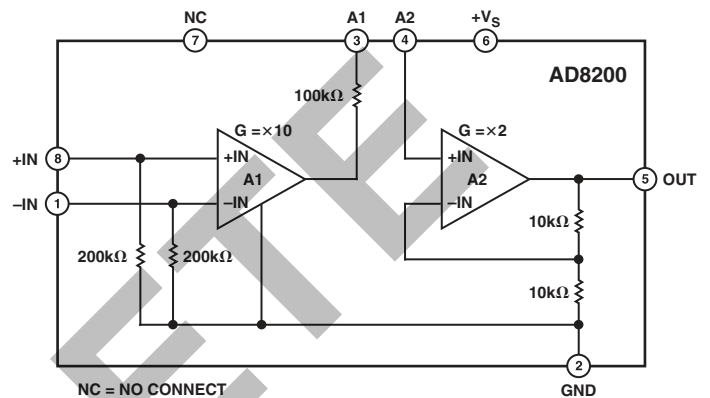 NC
7
A1
3
A2
4
+VS
6
AD8200
100kΩ
G = ×10
G = ×2
+IN
8
+IN
A1
–IN
+IN
A2
–IN
5
OUT
–IN
1
10kΩ
200kΩ
200kΩ
10kΩ
2
NC = NO CONNECT
GND
ETE